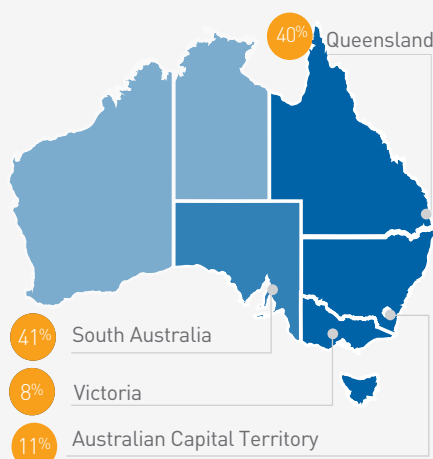 40% Queensland
41% South Australia
8% Victoria
11% Australian Capital Territory